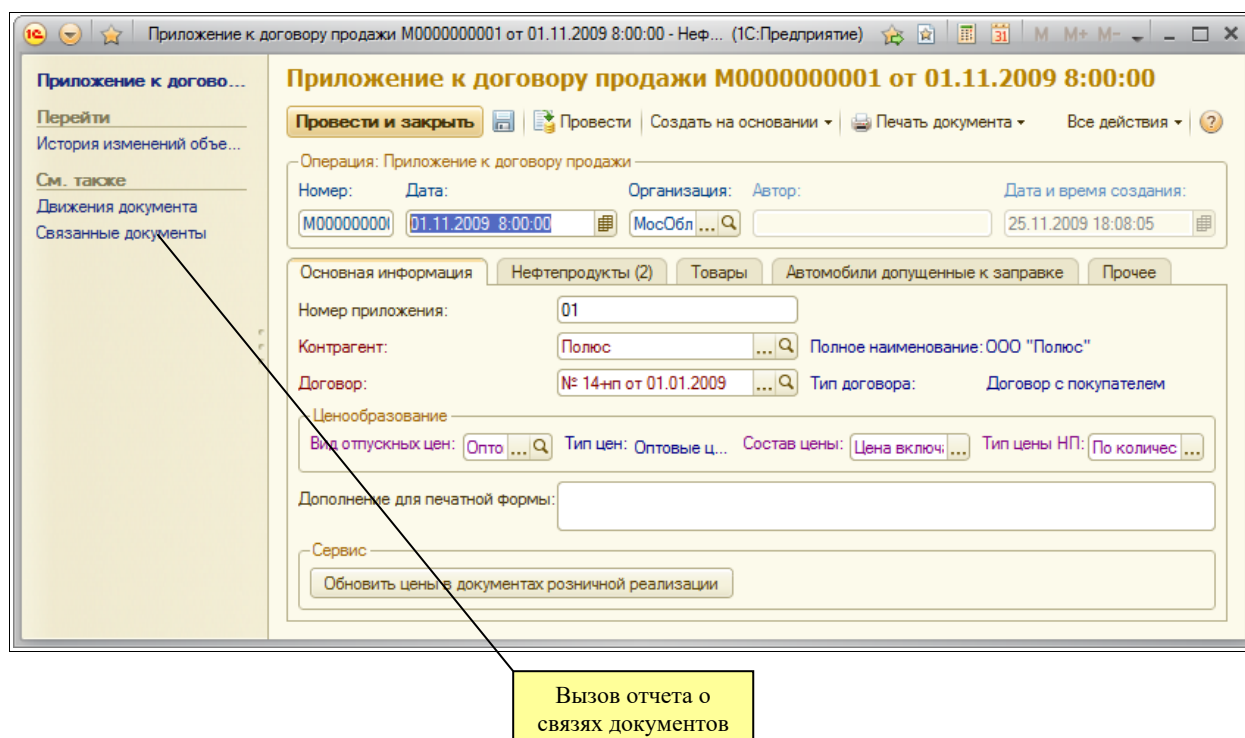 Приложение к договору продажи М0000000001 от 01.11.2009 8:00:00 - Неф... (1С:Предприятие) 31 M M+ M-
Приложение к догово...
Перейти
История изменений объе...
См. также
Движения документа
Связанные документы
Приложение к договору продажи М0000000001 от 01.11.2009 8:00:00
Провести и закрыть Провести Создать на основании Печать документа Все действия ?
Операция: Приложение к договору продажи
Номер: Дата: Организация: Автор: Дата и время создания:
М000000000 01.11.2009 8:00:00 МосОбл ... 25.11.2009 18:08:05
Основная информация Нефтепродукты (2) Товары Автомобили допущенные к заправке Прочее
Номер приложения: 01
Контрагент: Полюс ... Полное наименование: ООО "Полюс"
Договор: № 14-нп от 01.01.2009 ... Тип договора: Договор с покупателем
Ценообразование
Вид отпускных цен: Опто ... Тип цен: Оптовые ц... Состав цены: Цена включа ... Тип цены НП: По количес ...
Дополнение для печатной формы:
Сервис
Обновить цены в документах розничной реализации
Вызов отчета о
связях документов